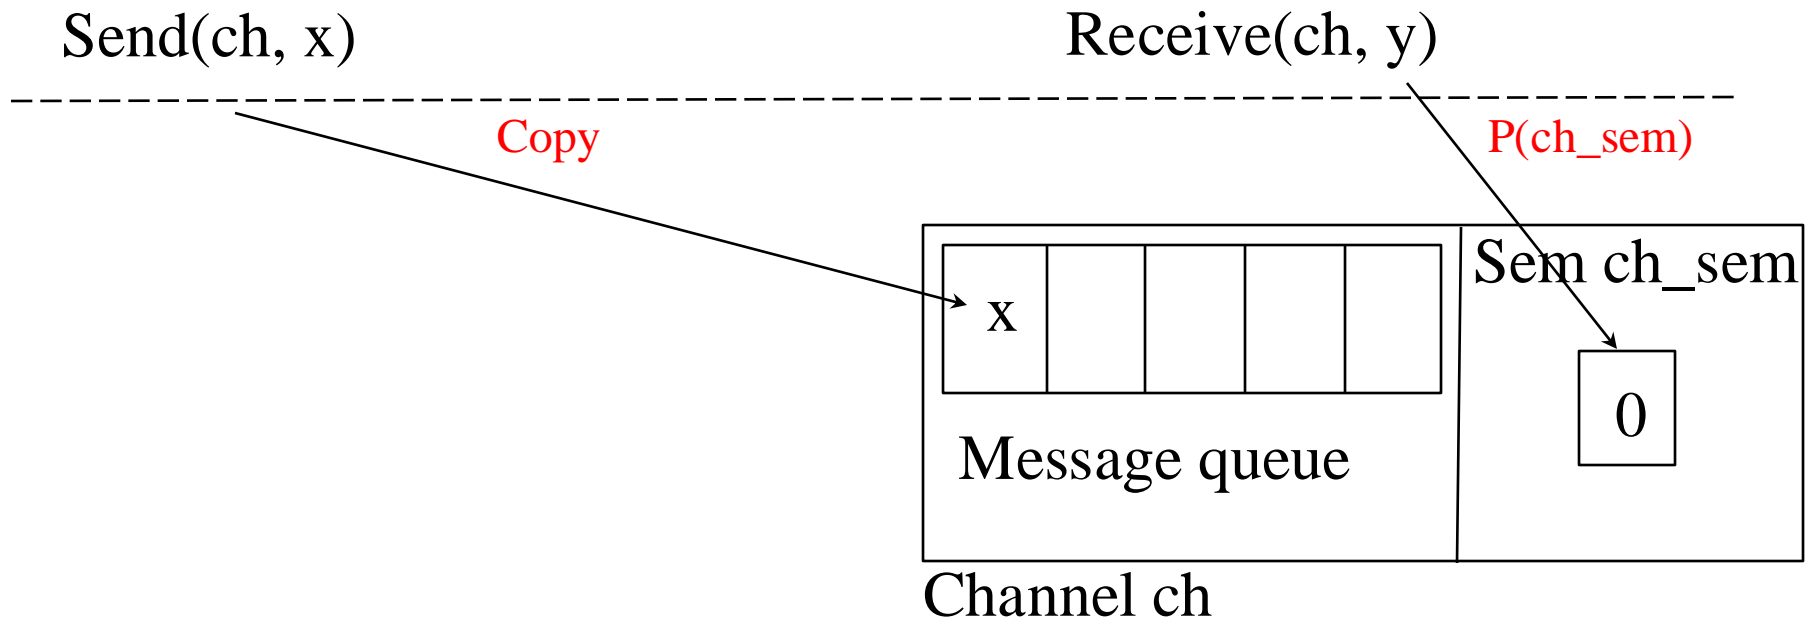 Send(ch, x)
Receive(ch, y)
Copy
P(ch_sem)
Sem ch_sem
x
0
Message queue
Channel ch